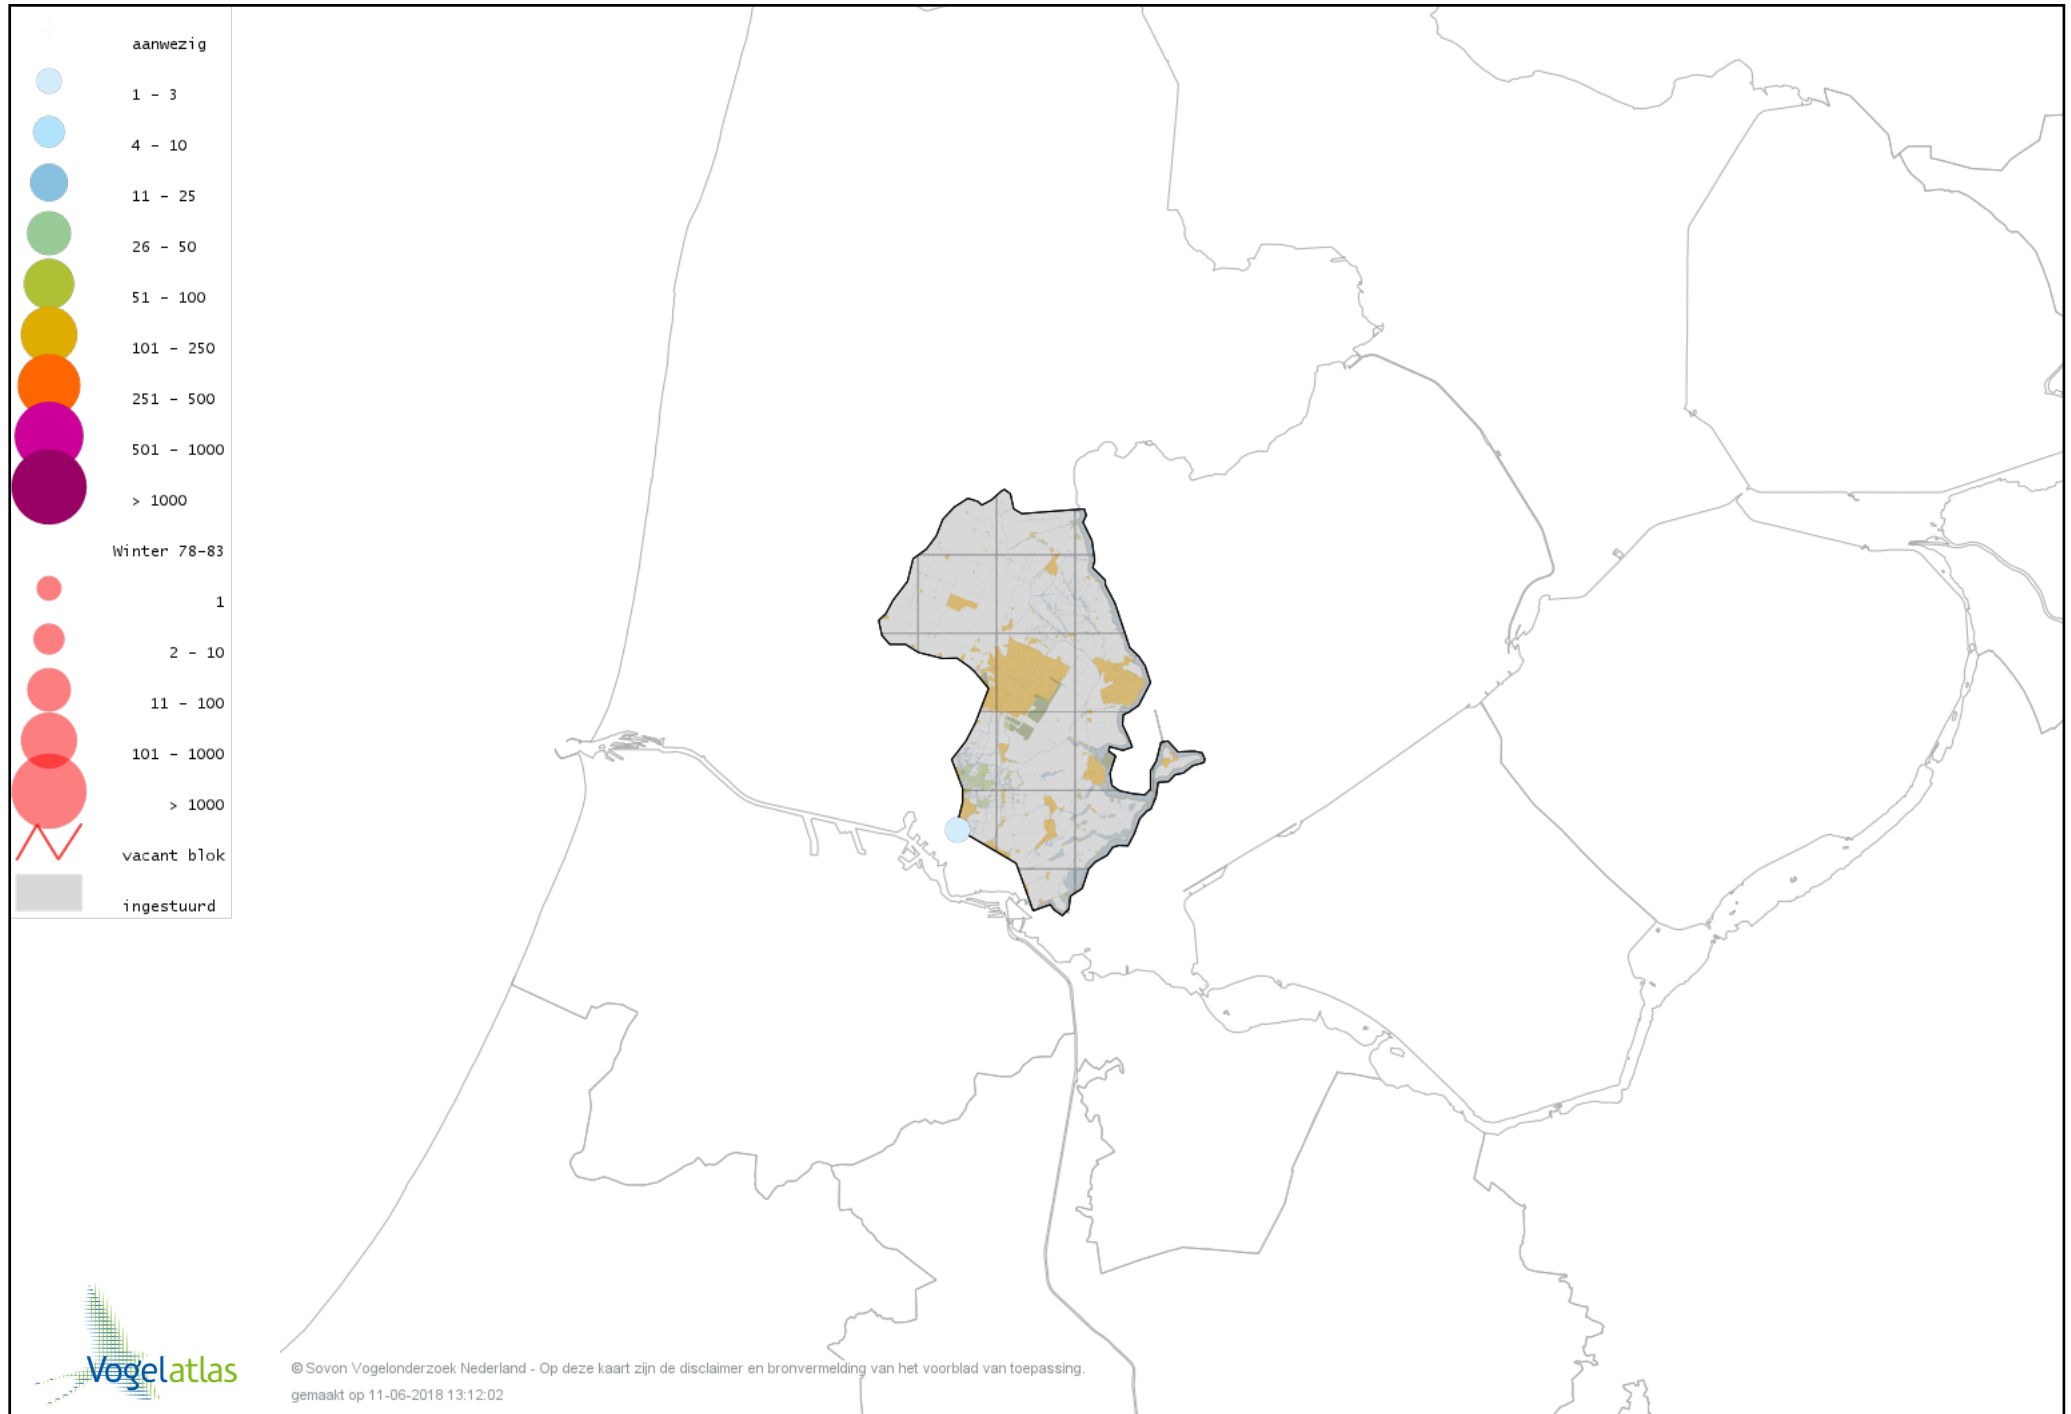 aanwezig
1 - 3
4 - 10
11 - 25
26 - 50
51 - 100
101 - 250
251 - 500
501 - 1000
> 1000
Winter 78-83
1
2 - 10
11 - 100
101 - 1000
> 1000
vacant blok
ingestuurd
Vogelatlas
© Sovon Vogelonderzoek Nederland - Op deze kaart zijn de disclaimer en bronvermelding van het voorblad van toepassing.
gemaakt op 11-06-2018 13:12:02